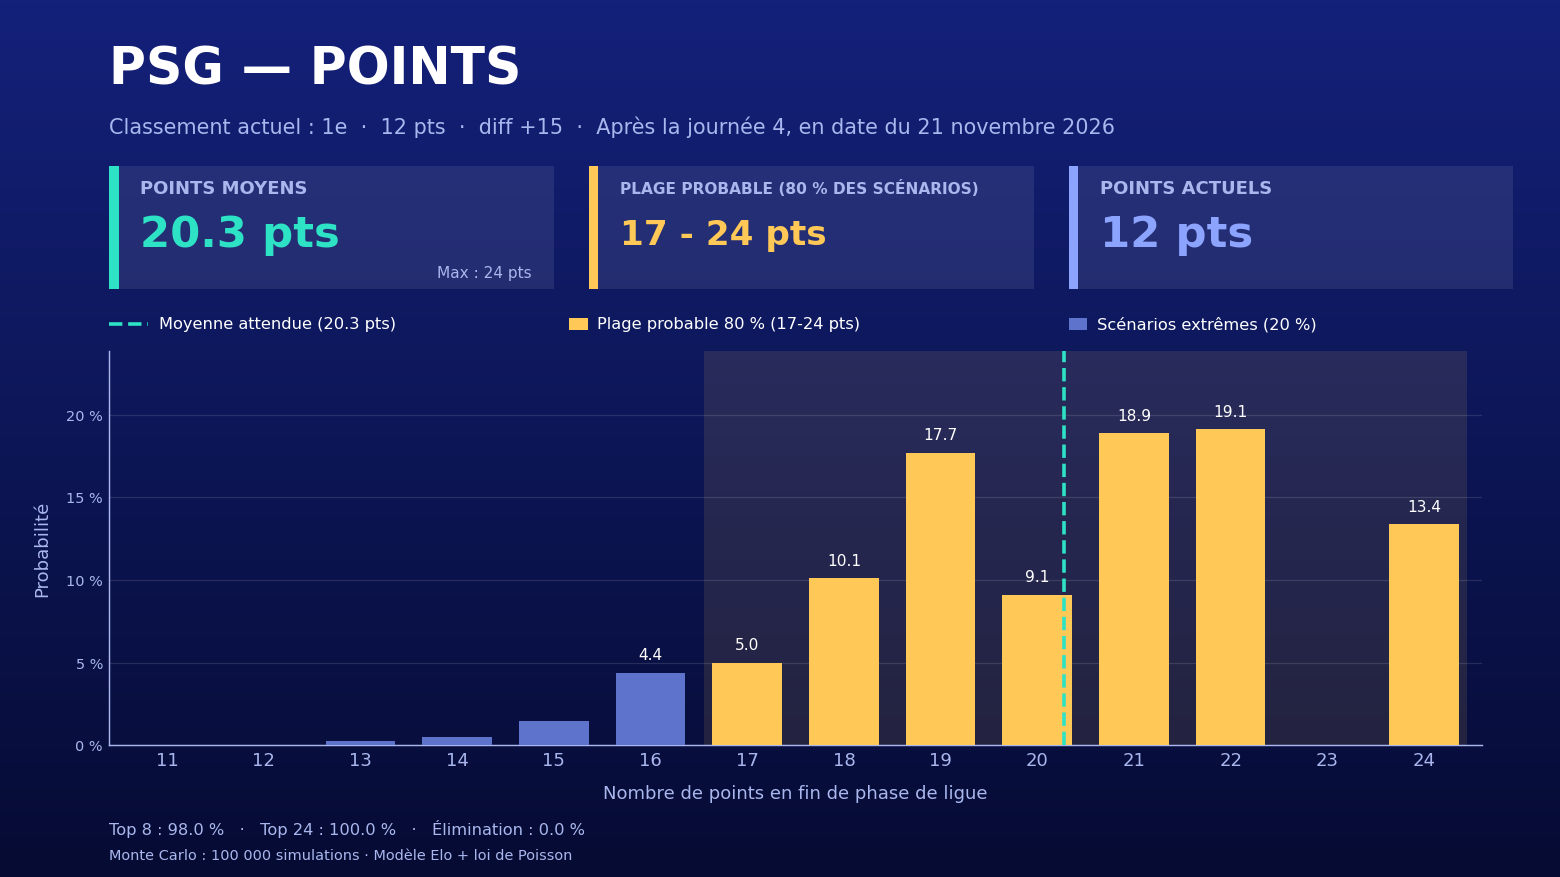 PSG — POINTS
Classement actuel : 1e · 12 pts · diff +15 · Après la journée 4, en date du 21 novembre 2026
POINTS MOYENS
20.3 pts
Max : 24 pts
PLAGE PROBABLE (80 % DES SCÉNARIOS)
17 - 24 pts
POINTS ACTUELS
12 pts
Moyenne attendue (20.3 pts)
Plage probable 80 % (17-24 pts)
Scénarios extrêmes (20 %)
Probabilité
20 %
15 %
10 %
5 %
0 %
4.4
5.0
10.1
17.7
9.1
18.9
19.1
13.4
11 12 13 14 15 16 17 18 19 20 21 22 23 24
Nombre de points en fin de phase de ligue
Top 8 : 98.0 % · Top 24 : 100.0 % · Élimination : 0.0 %
Monte Carlo : 100 000 simulations · Modèle Elo + loi de Poisson